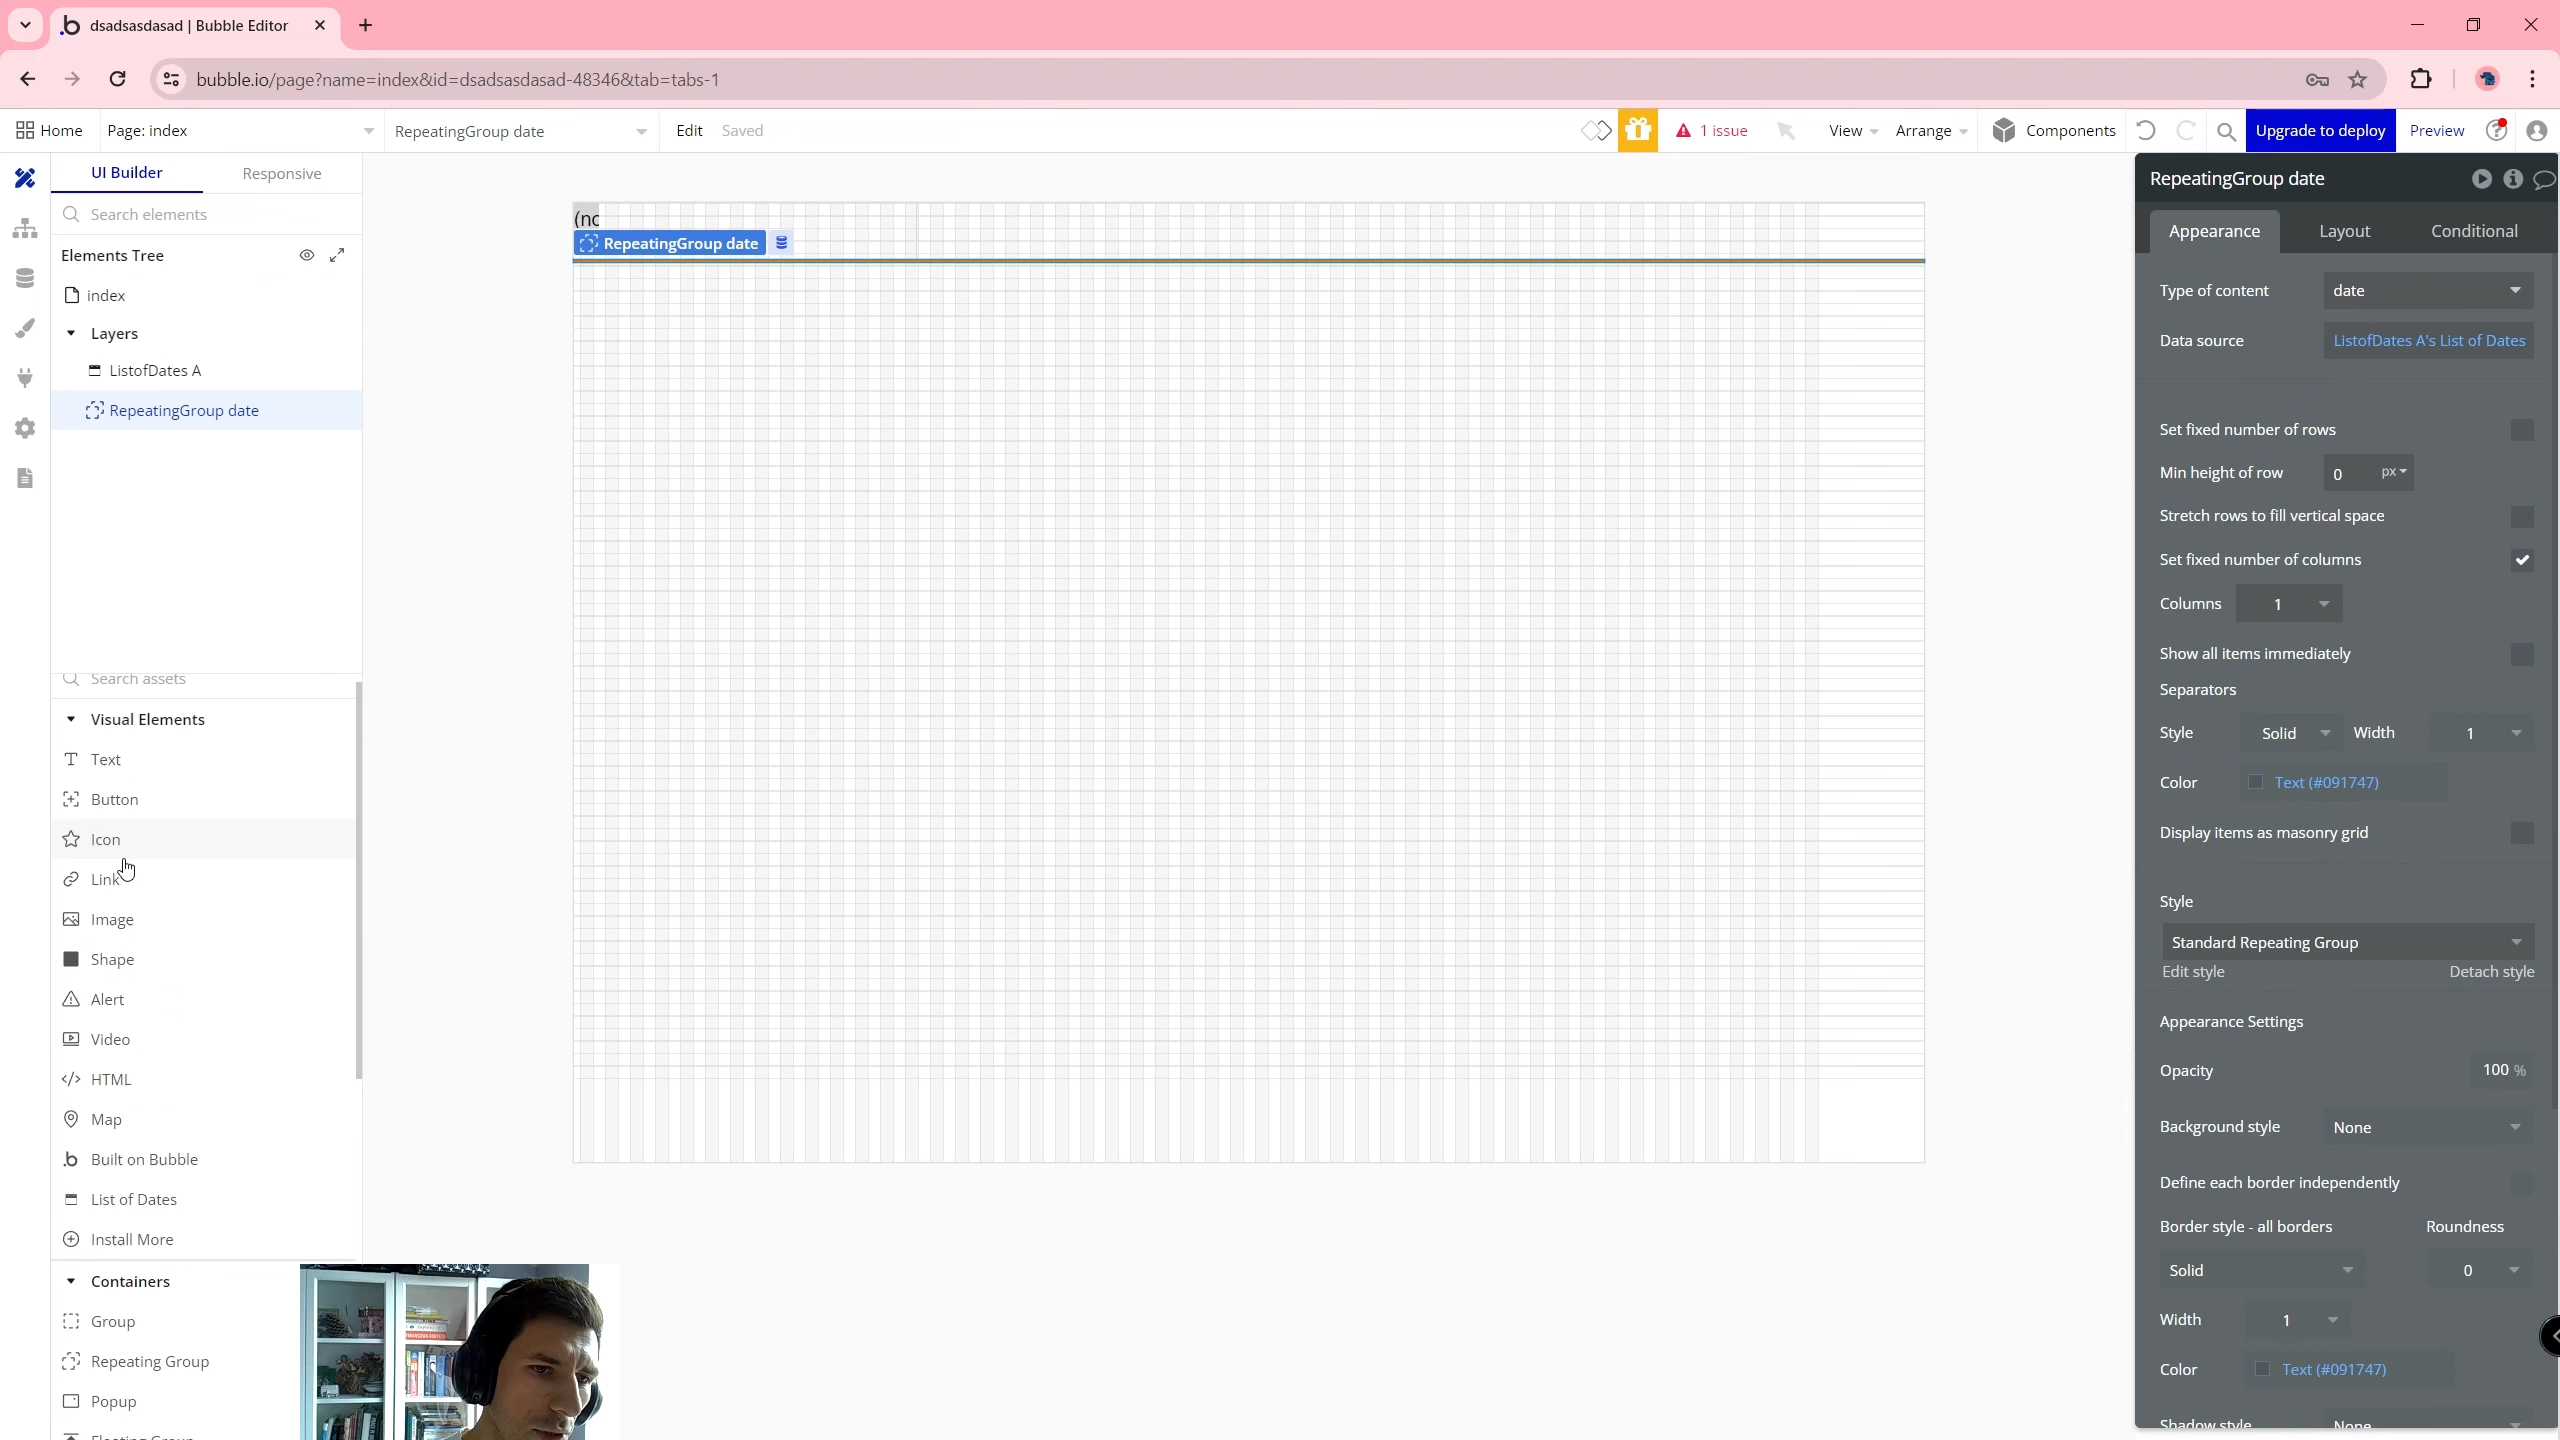 dsadsasdasad | Bubble Editor
bubble.io/page?name=index&id=dsadsasdasad-48346&tab=tabs-1
Home
Page: index
RepeatingGroup date
Edit
Saved
1 issue
View
Arrange
Components
Upgrade to deploy
Preview
UI Builder
Responsive
Search elements
Elements Tree
index
Layers
ListofDates A
RepeatingGroup date
Search assets
Visual Elements
Text
Button
Icon
Link
Image
Shape
Alert
Video
HTML
Map
Built on Bubble
List of Dates
Install More
Containers
Group
Repeating Group
Popup
Floating Group
(no
RepeatingGroup date
RepeatingGroup date
Appearance
Layout
Conditional
Type of content
date
Data source
ListofDates A's List of Dates
Set fixed number of rows
Min height of row
0
px
Stretch rows to fill vertical space
Set fixed number of columns
Columns
1
Show all items immediately
Separators
Style
Solid
Width
1
Color
Text (#091747)
Display items as masonry grid
Style
Standard Repeating Group
Edit style
Detach style
Appearance Settings
Opacity
100 %
Background style
None
Define each border independently
Border style - all borders
Roundness
Solid
0
Width
1
Color
Text (#091747)
Shadow style
None